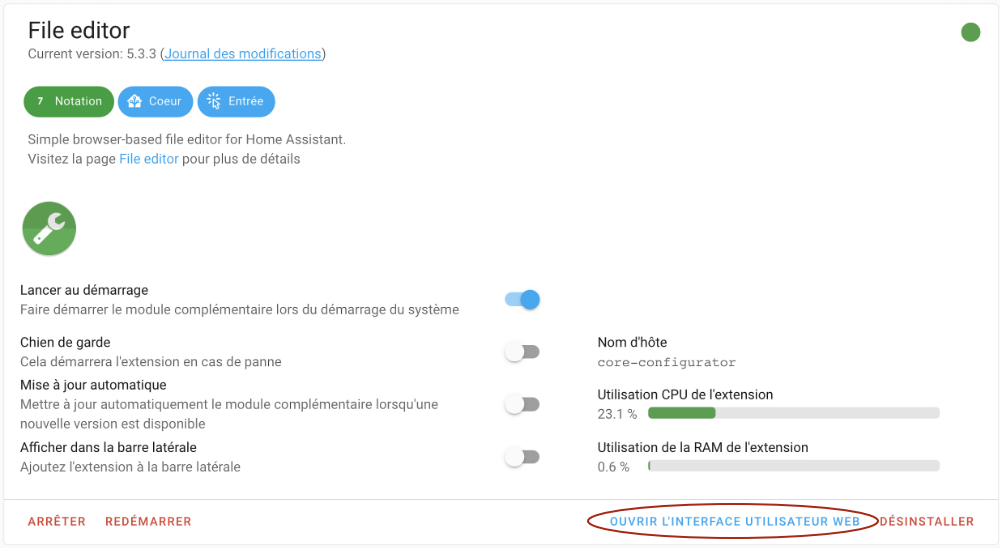 File editor
Current version: 5.3.3 (Journal des modifications)
7 Notation Coeur Entrée
Simple browser-based file editor for Home Assistant.
Visitez la page File editor pour plus de détails
Lancer au démarrage
Faire démarrer le module complémentaire lors du démarrage du système
Chien de garde
Cela démarrera l'extension en cas de panne
Mise à jour automatique
Mettre à jour automatiquement le module complémentaire lorsqu'une
nouvelle version est disponible
Afficher dans la barre latérale
Ajoutez l'extension à la barre latérale
Nom d'hôte
core-configurator
Utilisation CPU de l'extension
23.1 %
Utilisation de la RAM de l'extension
0.6 %
ARRÊTER REDÉMARRER OUVRIR L'INTERFACE UTILISATEUR WEB DÉSINSTALLER